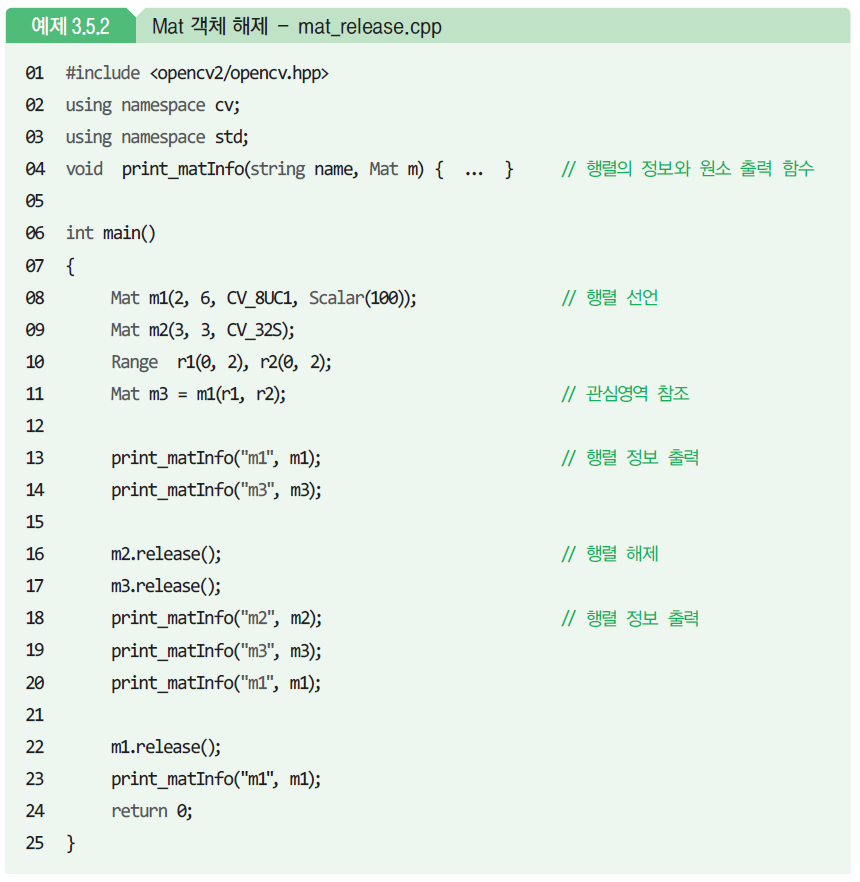 예제 3.5.2 Mat 객체 해제 - mat_release.cpp
01 #include <opencv2/opencv.hpp>
02 using namespace cv;
03 using namespace std;
04 void print_matInfo(string name, Mat m) { ... } // 행렬의 정보와 원소 출력 함수
05
06 int main()
07 {
08 Mat m1(2, 6, CV_8UC1, Scalar(100)); // 행렬 선언
09 Mat m2(3, 3, CV_32S);
10 Range r1(0, 2), r2(0, 2);
11 Mat m3 = m1(r1, r2); // 관심영역 참조
12
13 print_matInfo("m1", m1); // 행렬 정보 출력
14 print_matInfo("m3", m3);
15
16 m2.release(); // 행렬 해제
17 m3.release();
18 print_matInfo("m2", m2); // 행렬 정보 출력
19 print_matInfo("m3", m3);
20 print_matInfo("m1", m1);
21
22 m1.release();
23 print_matInfo("m1", m1);
24 return 0;
25 }